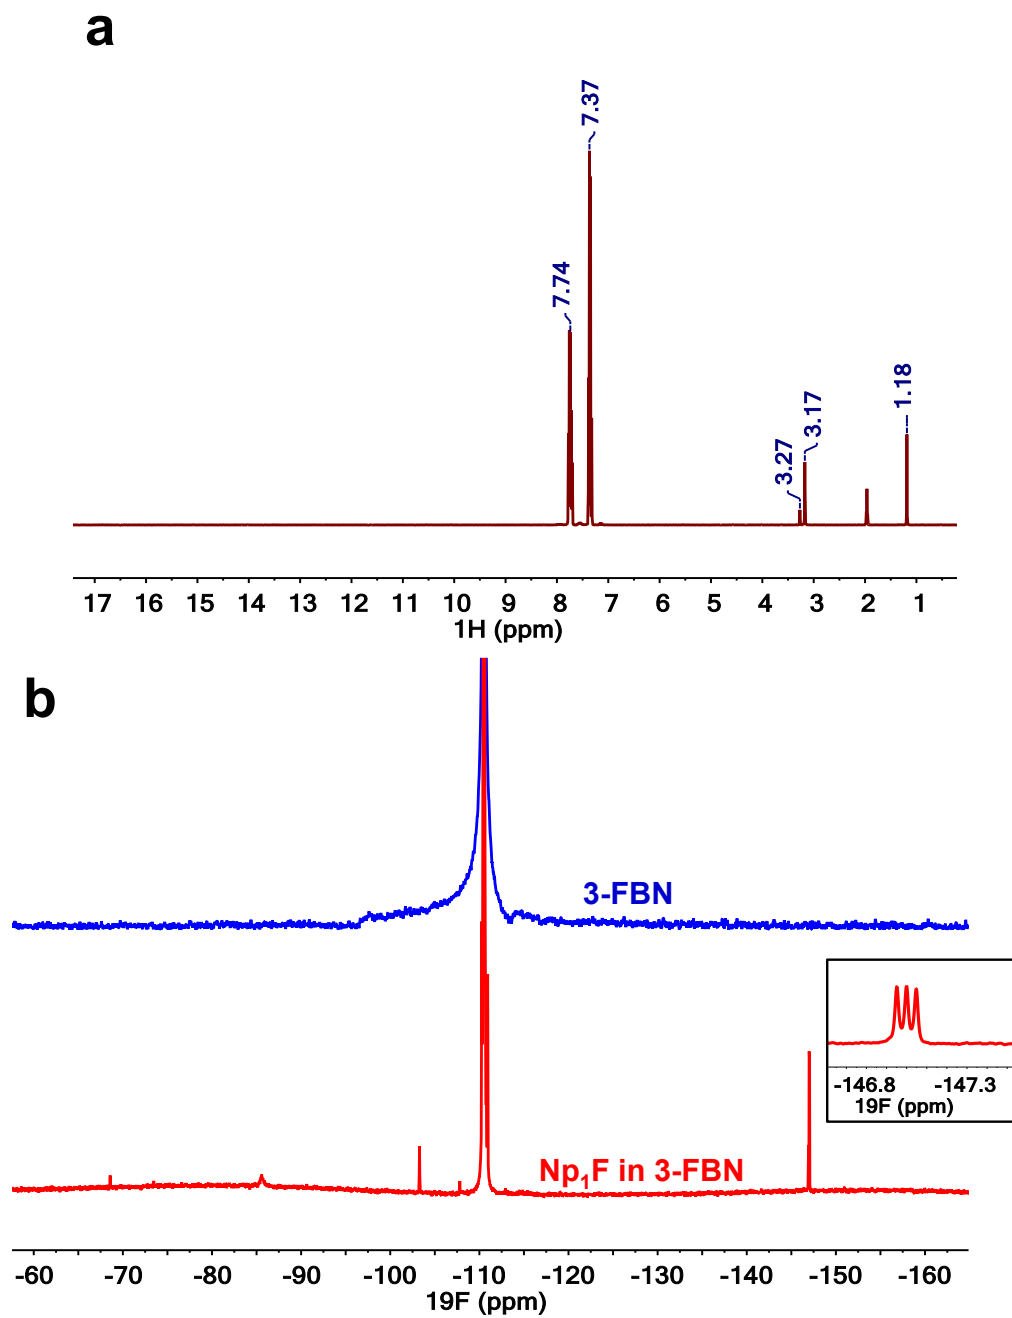 a
7.37
7.74
1.18
3.17
3.27
17 16 15 14 13 12 11 10 9 8 7 6 5 4 3 2 1
1H (ppm)
b
3-FBN
-146.8 -147.3
19F (ppm)
Np1F in 3-FBN
-60 -70 -80 -90 -100 -110 -120 -130 -140 -150 -160
19F (ppm)